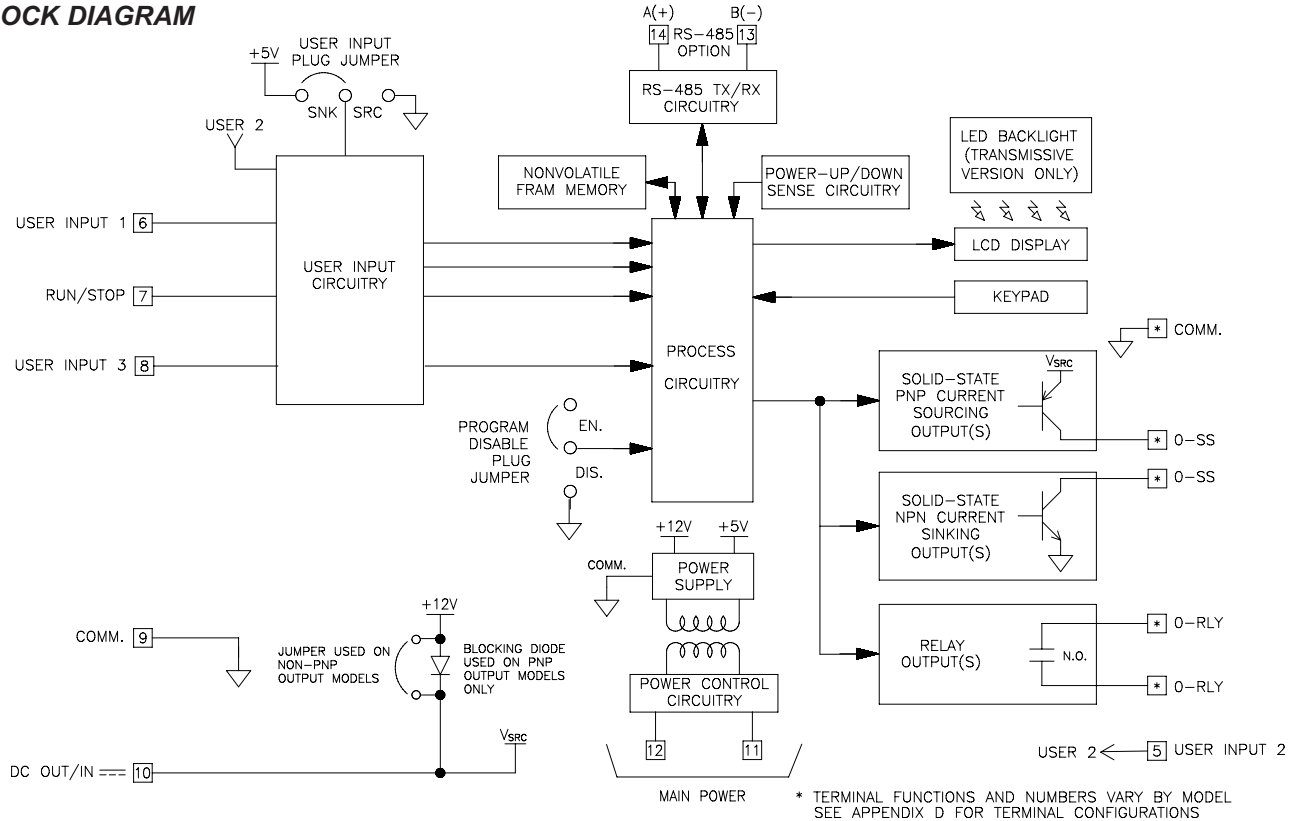 OCK DIAGRAM
A(+) B(-)
14 RS-485 13
OPTION
RS-485 TX/RX
CIRCUITRY
+5V
USER INPUT
PLUG JUMPER
SNK SRC
USER 2
NONVOLATILE
FRAM MEMORY
POWER-UP/DOWN
SENSE CIRCUITRY
LED BACKLIGHT
(TRANSMISSIVE
VERSION ONLY)
USER INPUT 1 6
RUN/STOP 7
USER INPUT 3 8
USER INPUT
CIRCUITRY
LCD DISPLAY
KEYPAD
PROCESS
CIRCUITRY
* COMM.
SOLID-STATE
PNP CURRENT
SOURCING
OUTPUT(S)
VSRC
* O-SS
PROGRAM
DISABLE
PLUG
JUMPER
EN.
DIS.
* O-SS
SOLID-STATE
NPN CURRENT
SINKING
OUTPUT(S)
+12V +5V
COMM.
POWER
SUPPLY
POWER CONTROL
CIRCUITRY
12 11
MAIN POWER
COMM. 9
+12V
JUMPER USED ON
NON-PNP
OUTPUT MODELS
BLOCKING DIODE
USED ON PNP
OUTPUT MODELS
ONLY
VSRC
DC OUT/IN 10
RELAY
OUTPUT(S)
N.O.
* O-RLY
* O-RLY
USER 2 5 USER INPUT 2
* TERMINAL FUNCTIONS AND NUMBERS VARY BY MODEL
SEE APPENDIX D FOR TERMINAL CONFIGURATIONS